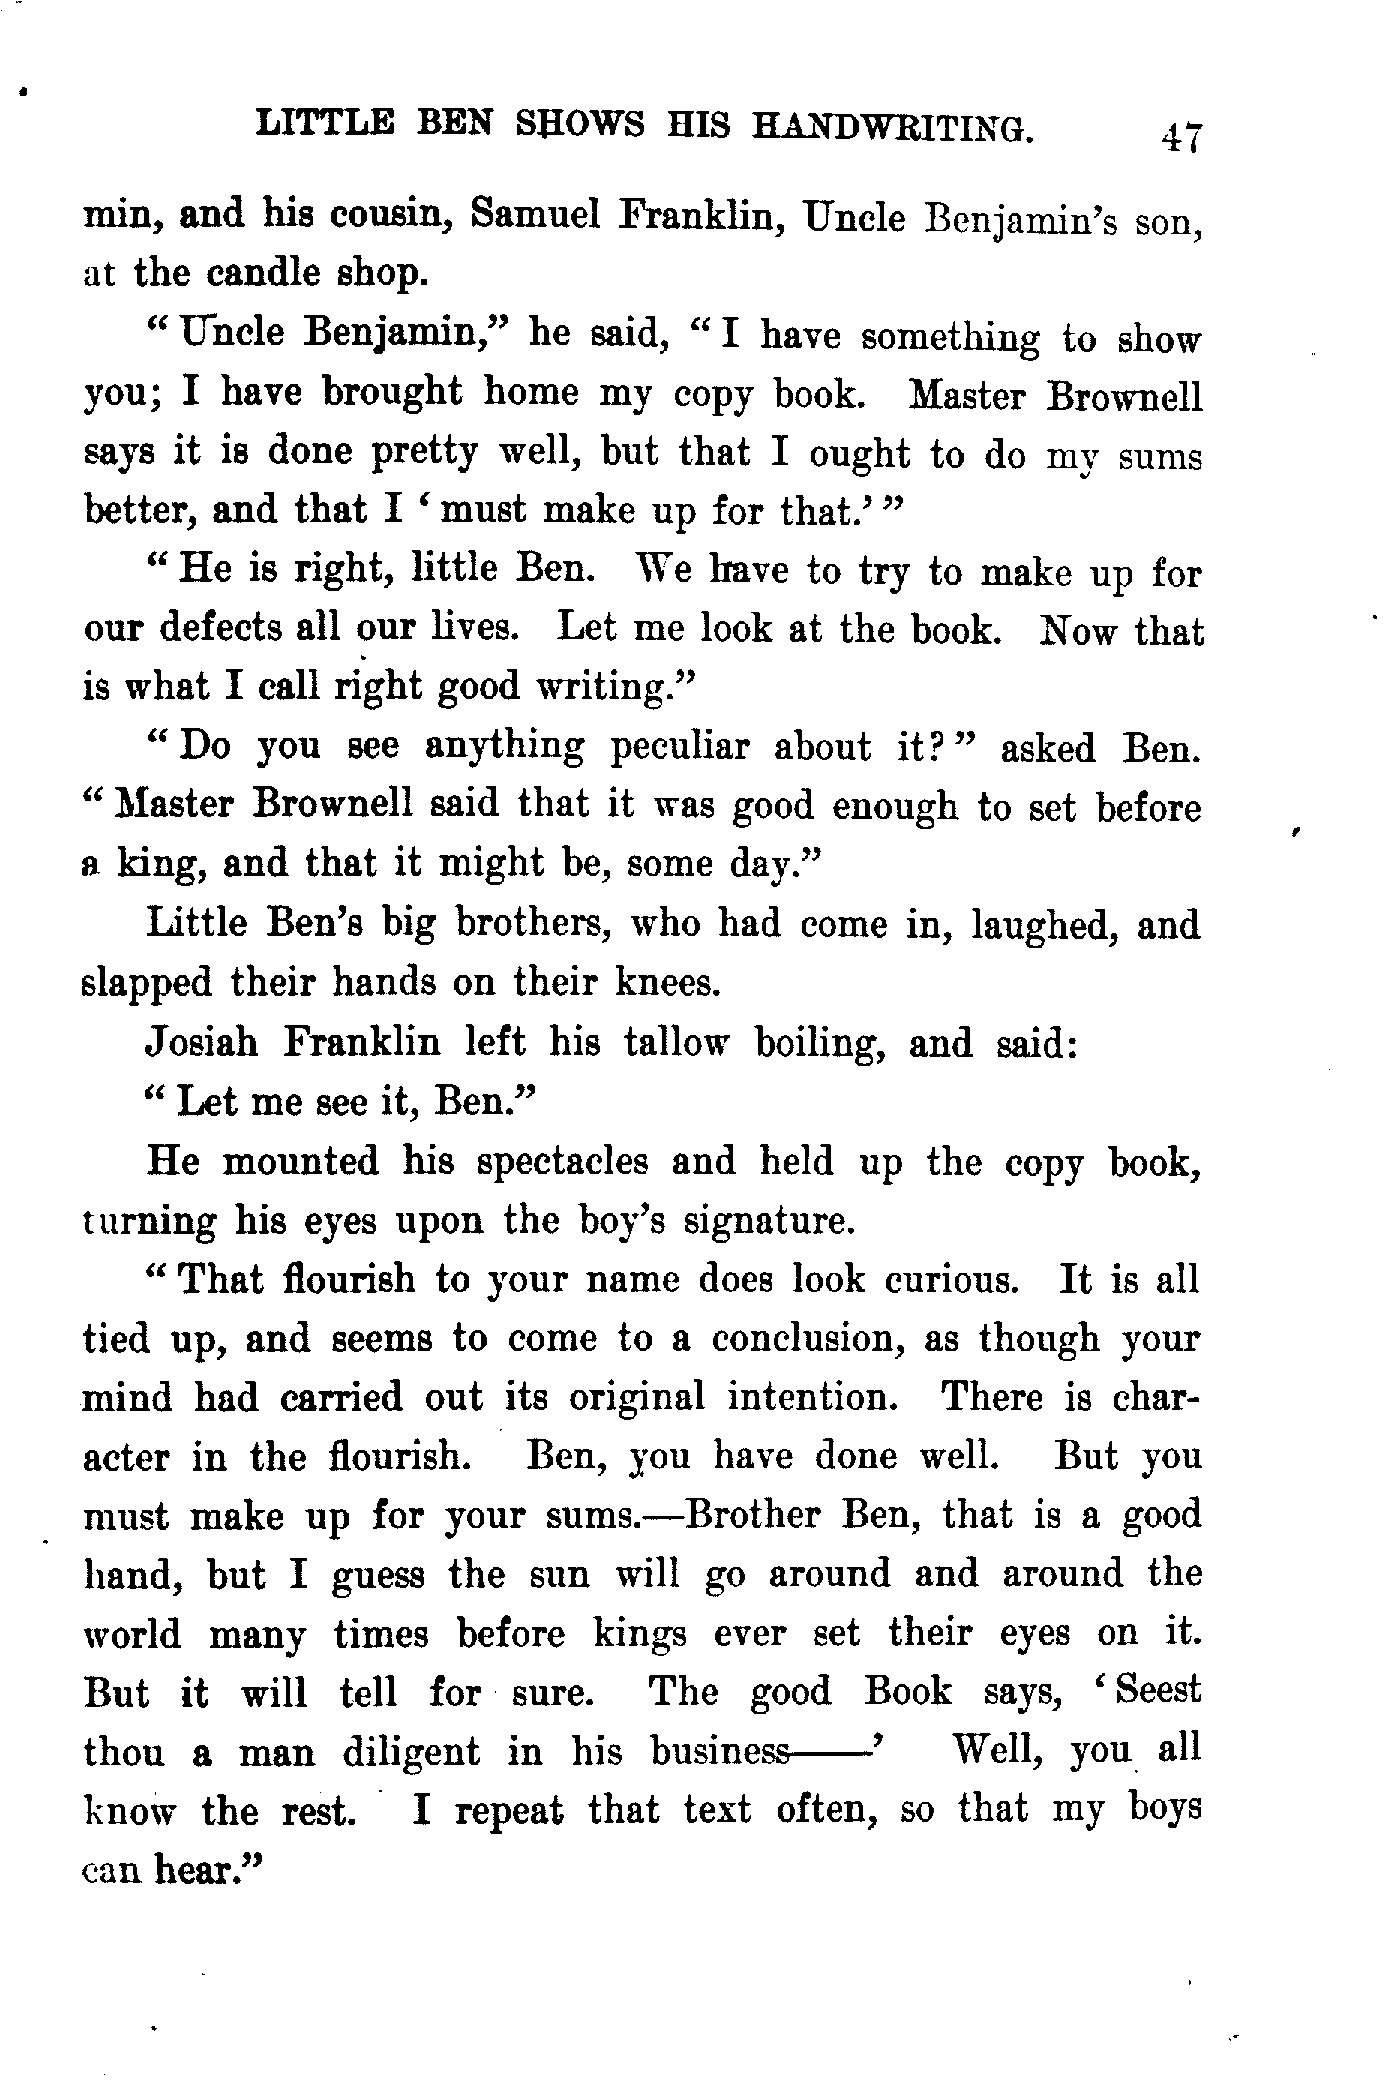 LITTLE BEN SHOWS HIS HANDWRITING. 47
min, and his cousin, Samuel Franklin, Uncle Benjamin's son,
at the candle shop.
"Uncle Benjamin," he said, "I have something to show
you; I have brought home my copy book. Master Brownell
says it is done pretty well, but that I ought to do my sums
better, and that I 'must make up for that.'"
"He is right, little Ben. We have to try to make up for
our defects all our lives. Let me look at the book. Now that
is what I call right good writing."
"Do you see anything peculiar about it?" asked Ben.
"Master Brownell said that it was good enough to set before
a king, and that it might be, some day."
Little Ben's big brothers, who had come in, laughed, and
slapped their hands on their knees.
Josiah Franklin left his tallow boiling, and said:
"Let me see it, Ben."
He mounted his spectacles and held up the copy book,
turning his eyes upon the boy's signature.
"That flourish to your name does look curious. It is all
tied up, and seems to come to a conclusion, as though your
mind had carried out its original intention. There is char-
acter in the flourish. Ben, you have done well. But you
must make up for your sums.—Brother Ben, that is a good
hand, but I guess the sun will go around and around the
world many times before kings ever set their eyes on it.
But it will tell for sure. The good Book says, 'Seest
thou a man diligent in his business——' Well, you all
know the rest. I repeat that text often, so that my boys
can hear."